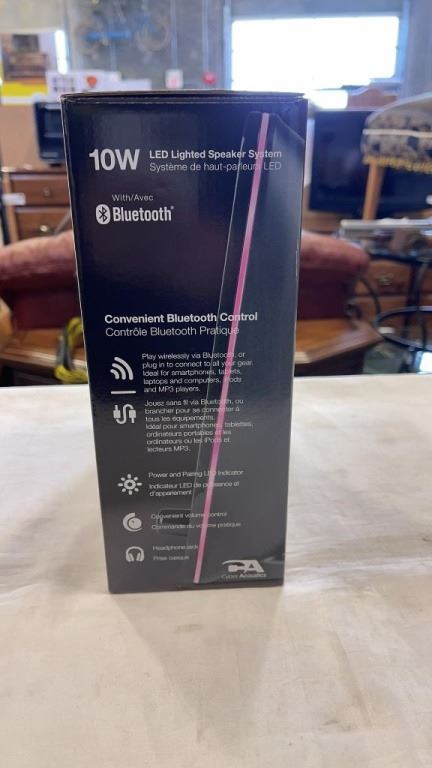 10W LED Lighted Speaker System
Système de haut-parleurs LED
With/Avec
Bluetooth®
Convenient Bluetooth Control
Contrôle Bluetooth Pratique
Play wirelessly via Bluetooth, or
plug in to connect to all your gear.
Ideal for smartphones, tablets,
laptops and computers, iPods
and MP3 players.
Jouez sans fil via Bluetooth, ou
brancher pour se connecter à
tous les équipements.
Idéal pour smartphones, tablettes,
ordinateurs portables et les
ordinateurs ou les iPods et
lecteurs MP3.
Power and Pairing LED Indicator
Indicateur LED de puissance et
d'appariement
Convenient volume control
Commande du volume pratique
Headphone jack
Prise casque
CA
Cyber Acoustics